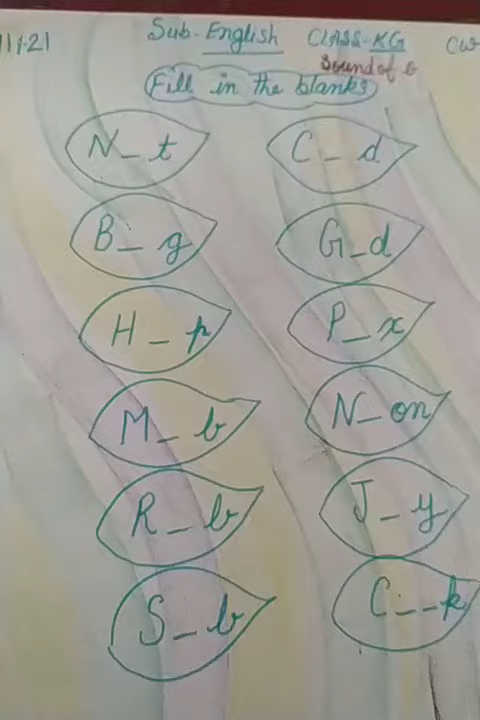 11.21 Sub-English CLASS-KG CW
Sound of o
Fill in the blanks
N_t C_d
B_g G_d
H_p P_x
M_b N_on
R_b J_y
S_b C__k